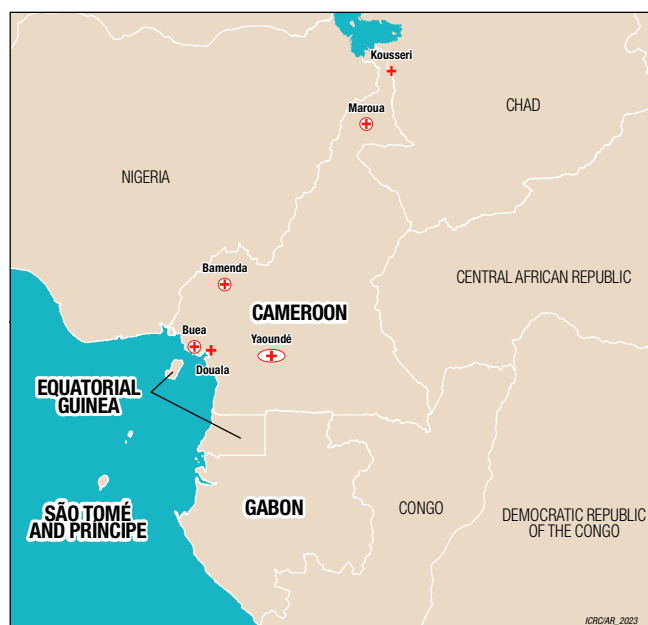 Kousseri
CHAD
Maroua
NIGERIA
Bamenda
CENTRAL AFRICAN REPUBLIC
CAMEROON
Buea
Yaoundé
Douala
EQUATORIAL
GUINEA
SÃO TOMÉ
AND PRÍNCIPE
GABON
CONGO
DEMOCRATIC REPUBLIC
OF THE CONGO
ICRC/AR_2023